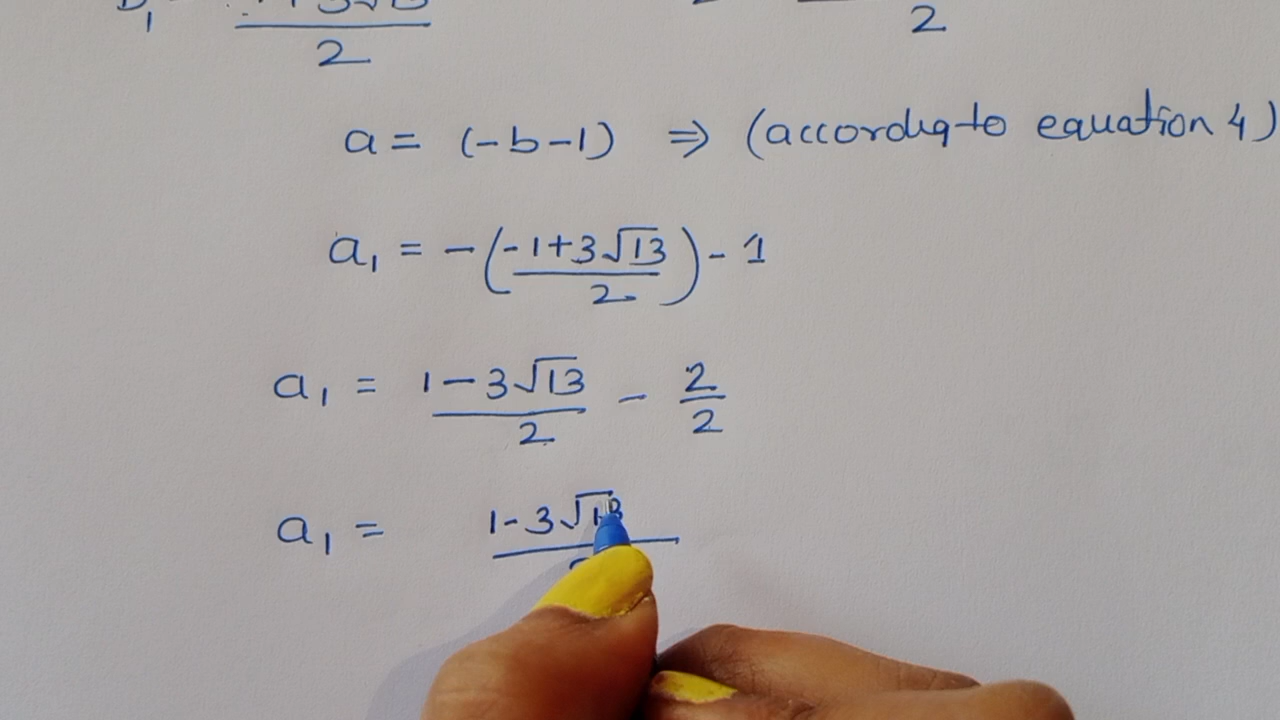 2 2
a = (-b-1) ⇒ (accordig to equation 4)
a₁ = -(-1+3√13/2) - 1
a₁ = 1-3√13/2 - 2/2
a₁ = 1-3√13